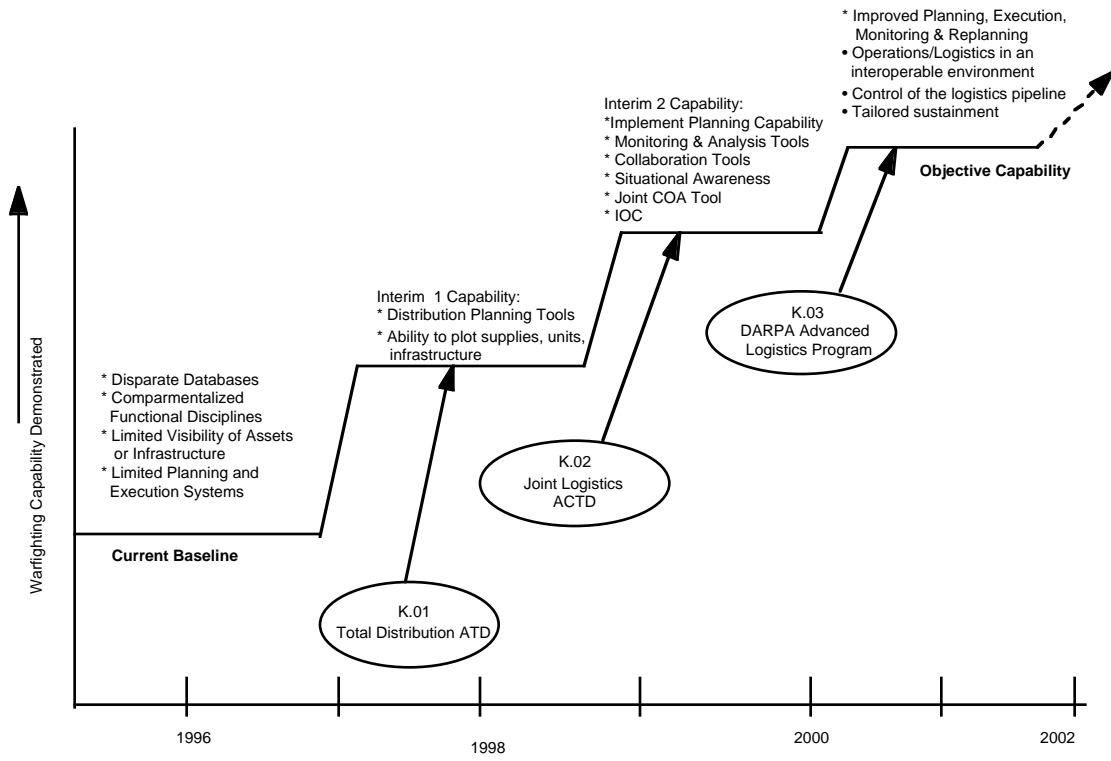 * Improved Planning, Execution,
Monitoring & Replanning
• Operations/Logistics in an
interoperable environment
• Control of the logistics pipeline
• Tailored sustainment
Objective Capability
Interim 2 Capability:
*Implement Planning Capability
* Monitoring & Analysis Tools
* Collaboration Tools
* Situational Awareness
* Joint COA Tool
* IOC
Interim 1 Capability:
* Distribution Planning Tools
* Ability to plot supplies, units,
infrastructure
* Disparate Databases
* Comparmentalized
Functional Disciplines
* Limited Visibility of Assets
or Infrastructure
* Limited Planning and
Execution Systems
Current Baseline
Warfighting Capability Demonstrated
K.03
DARPA Advanced
Logistics Program
K.02
Joint Logistics
ACTD
K.01
Total Distribution ATD
1996
1998
2000
2002